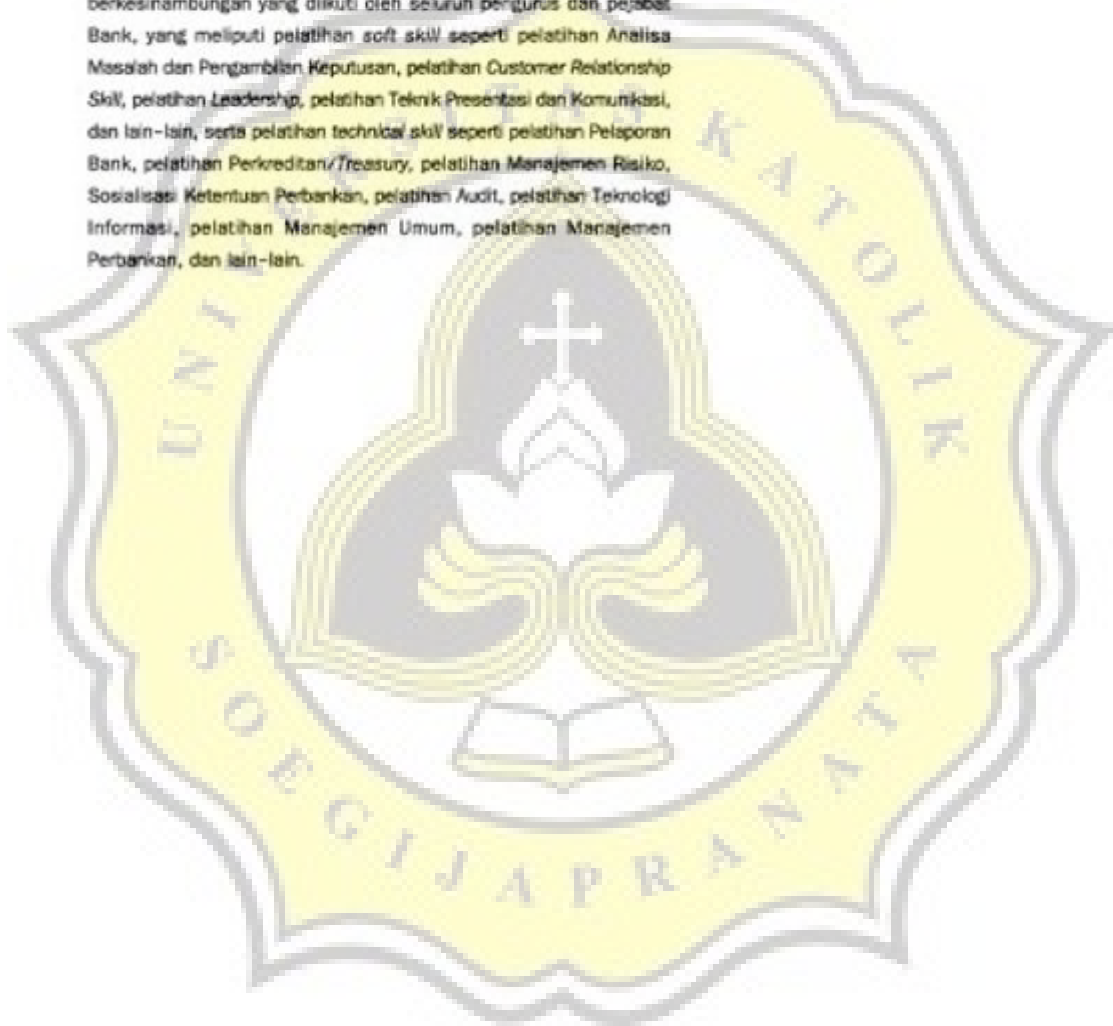 berkesinambungan yang diikuti oleh seluruh pengurus dan pejabat
Bank, yang meliputi pelatihan soft skill seperti pelatihan Analisa
Masalah dan Pengambilan Keputusan, pelatihan Customer Relationship
Skill, pelatihan Leadership, pelatihan Teknik Presentasi dan Komunikasi,
dan lain-lain, serta pelatihan technical skill seperti pelatihan Pelaporan
Bank, pelatihan Perkreditan/Treasury, pelatihan Manajemen Risiko,
Sosialisasi Ketentuan Perbankan, pelatihan Audit, pelatihan Teknologi
Informasi, pelatihan Manajemen Umum, pelatihan Manajemen
Perbankan, dan lain-lain.
UNIVERSITAS KATOLIK
SOEGIJAPRANATA